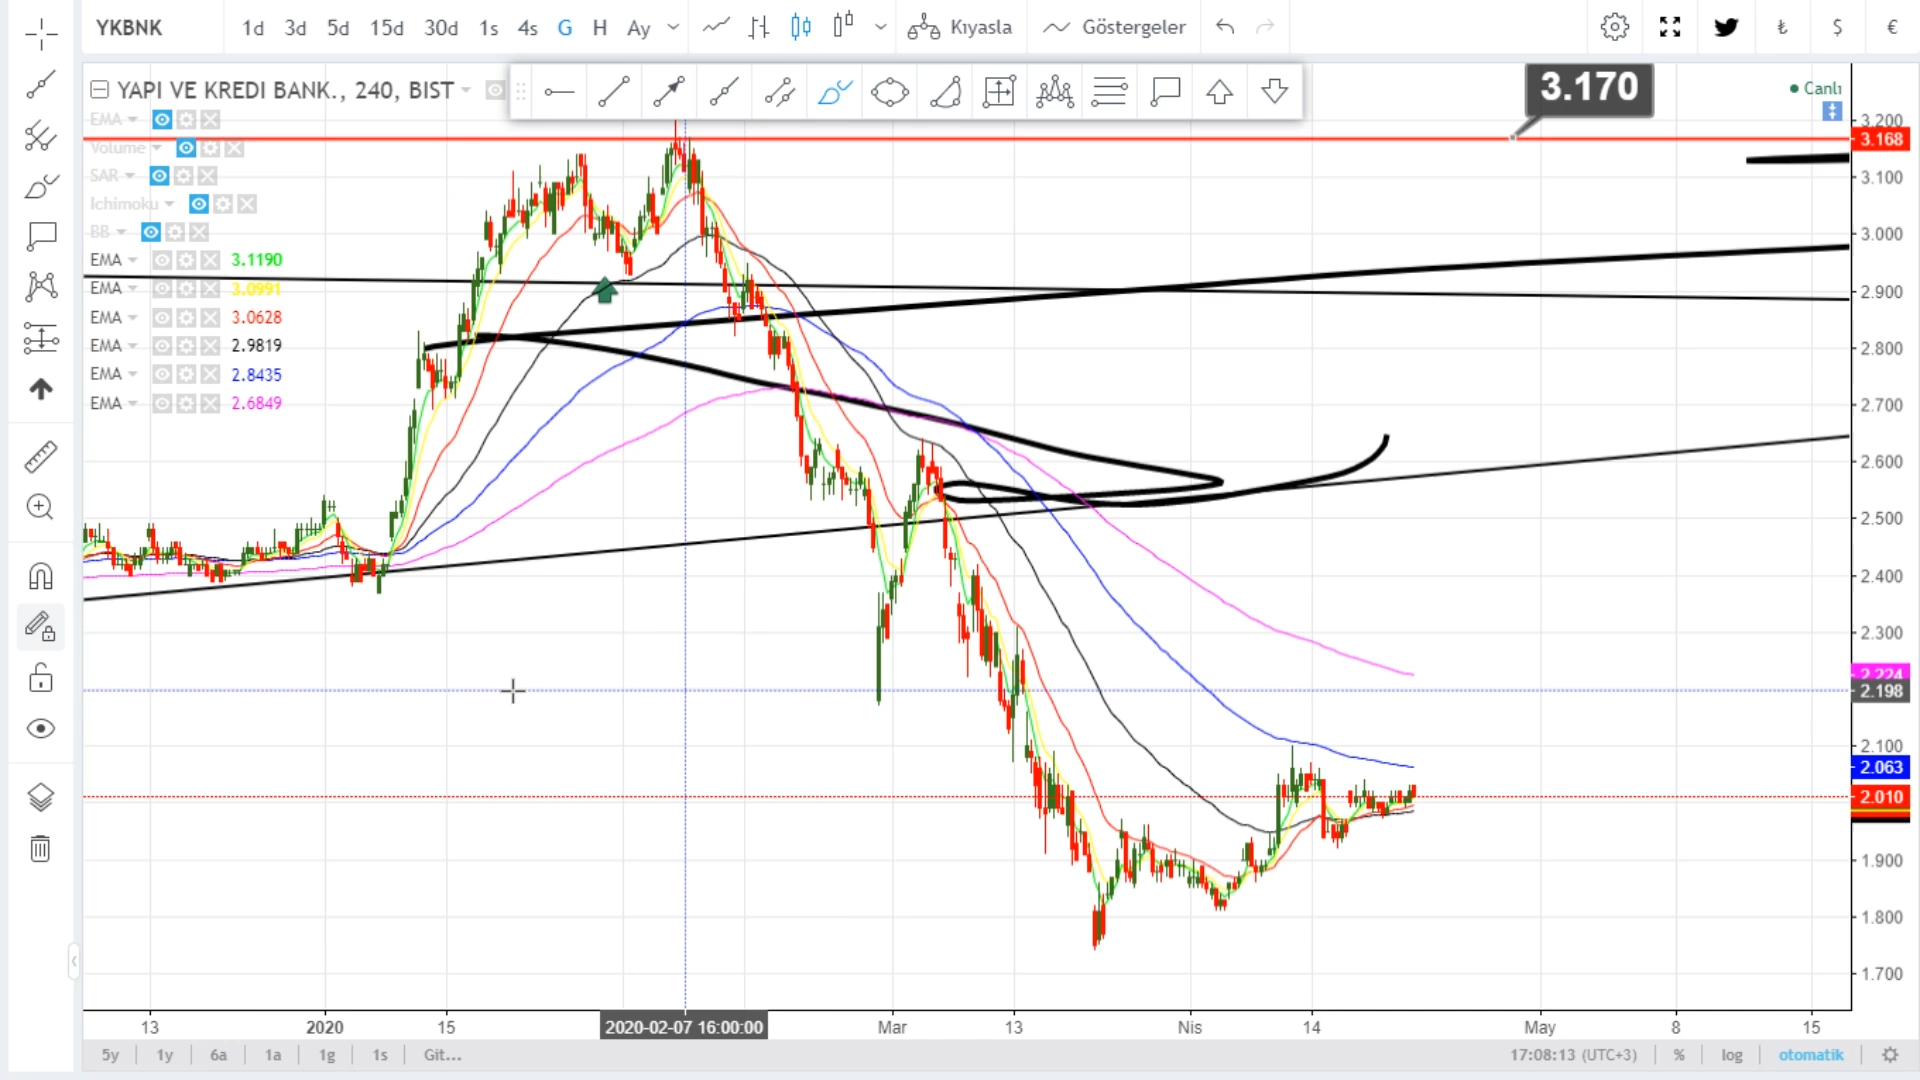 YKBNK 1d 3d 5d 15d 30d 1s 4s G H Ay Kıyasla Göstergeler ₺ $ €
YAPI VE KREDI BANK., 240, BIST
3.170
Canlı
EMA
Volume
SAR
Ichimoku
BB
EMA 3.1190
EMA 3.0991
EMA 3.0628
EMA 2.9819
EMA 2.8435
EMA 2.6849
3.200
3.168
3.100
3.000
2.900
2.800
2.700
2.600
2.500
2.400
2.300
2.224
2.198
2.100
2.063
2.010
1.900
1.800
1.700
13 2020 15 2020-02-07 16:00:00 Mar 13 Nis 14 May 8 15
5y 1y 6a 1a 1g 1s Git... 17:08:13 (UTC+3) % log otomatik